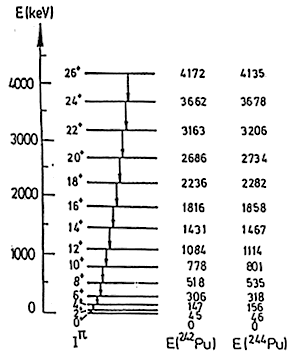 E(keV)
26⁺ 4172 4135
4000
24⁺ 3662 3678
22⁺ 3163 3206
3000
20⁺ 2686 2734
18⁺ 2236 2282
2000
16⁺ 1816 1858
14⁺ 1431 1467
12⁺ 1084 1114
1000
10⁺ 778 801
8⁺ 518 535
6⁺ 306 318
4⁺ 147 156
2⁺ 45 46
0 0⁺ 0 0
I^π E(²⁴²Pu) E(²⁴⁴Pu)